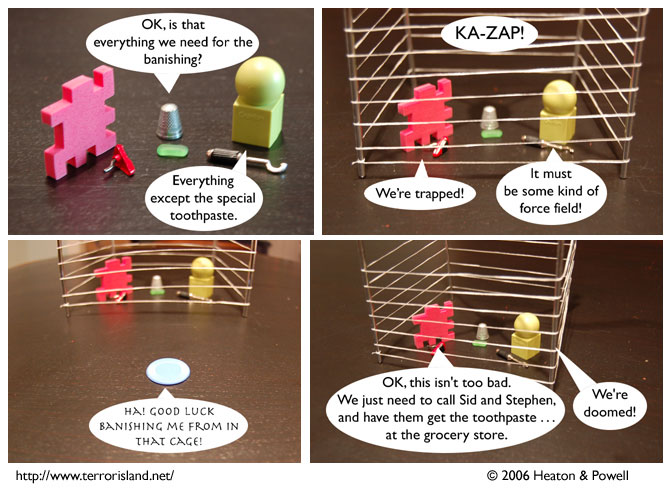 OK, is that
everything we need for the
banishing?
Everything
except the special
toothpaste.
KA-ZAP!
We're trapped!
It must
be some kind of
force field!
HA! GOOD LUCK
BANISHING ME FROM IN
THAT CAGE!
OK, this isn't too bad.
We just need to call Sid and Stephen,
and have them get the toothpaste . . .
at the grocery store.
We're
doomed!
http://www.terrorisland.net/
© 2006 Heaton & Powell